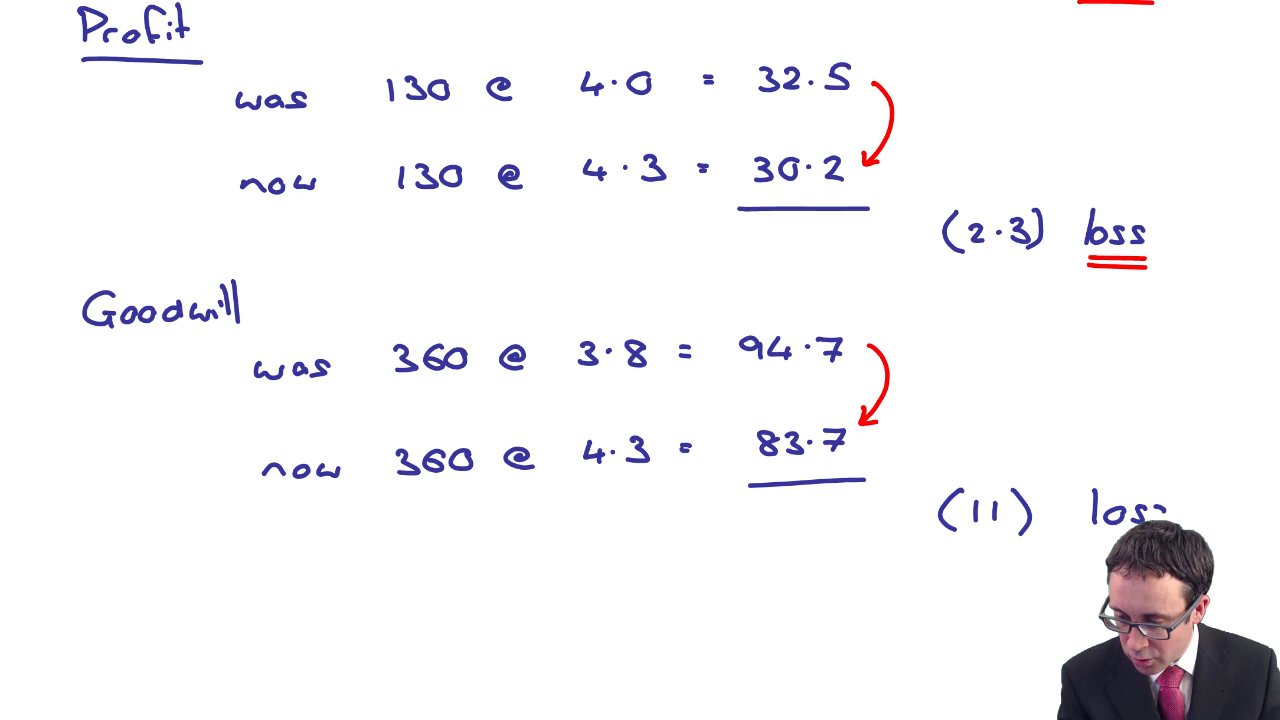 Profit
was 130 @ 4.0 = 32.5
now 130 @ 4.3 = 30.2
(2.3) loss
Goodwill
was 360 @ 3.8 = 94.7
now 360 @ 4.3 = 83.7
(11) loss